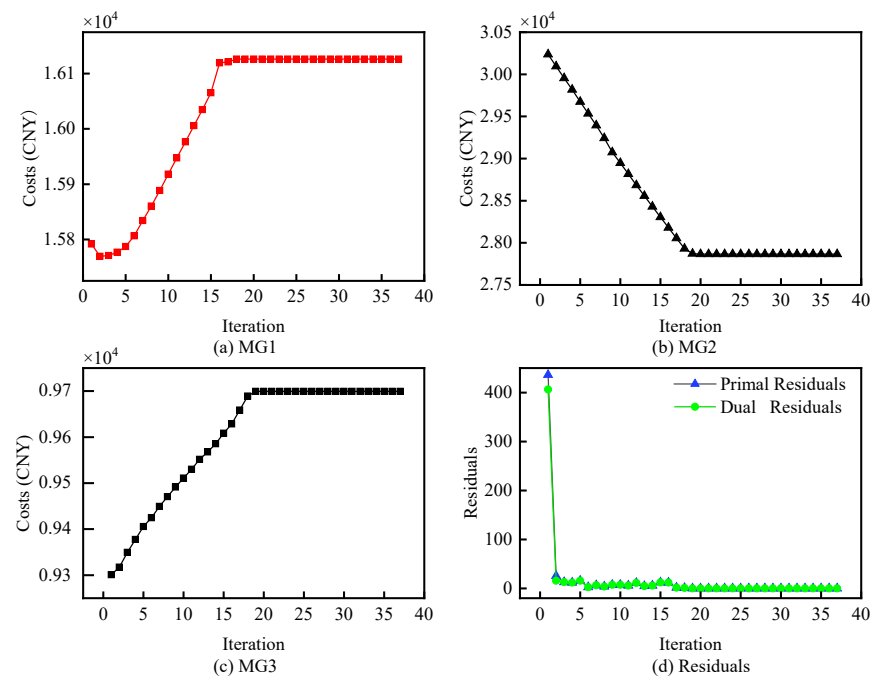 ×10⁴
1.61
1.60
1.59
1.58
Costs (CNY)
0 5 10 15 20 25 30 35 40
Iteration
(a) MG1
×10⁴
3.05
3.00
2.95
2.90
2.85
2.80
2.75
Costs (CNY)
0 5 10 15 20 25 30 35 40
Iteration
(b) MG2
×10⁴
0.97
0.96
0.95
0.94
0.93
Costs (CNY)
0 5 10 15 20 25 30 35 40
Iteration
(c) MG3
400
300
200
100
0
Residuals
Primal Residuals
Dual Residuals
0 5 10 15 20 25 30 35 40
Iteration
(d) Residuals